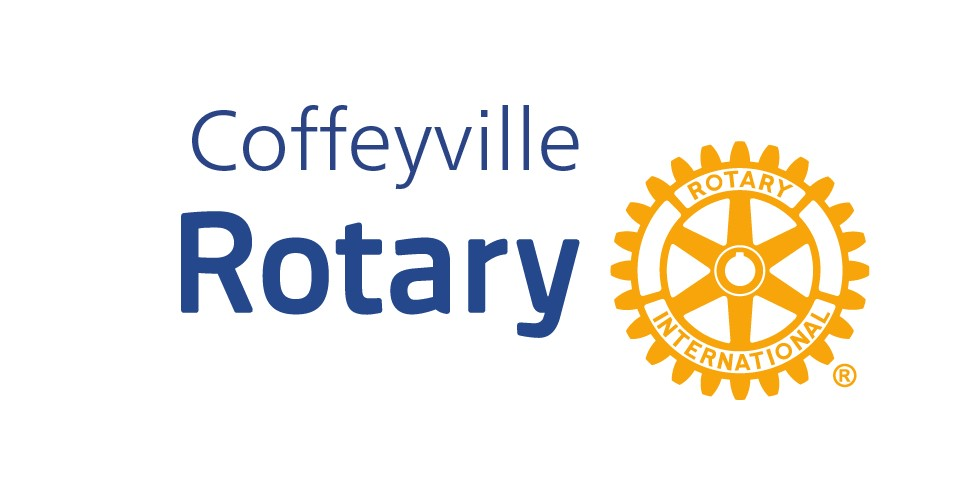 Coffeyville
Rotary
ROTARY
INTERNATIONAL
®